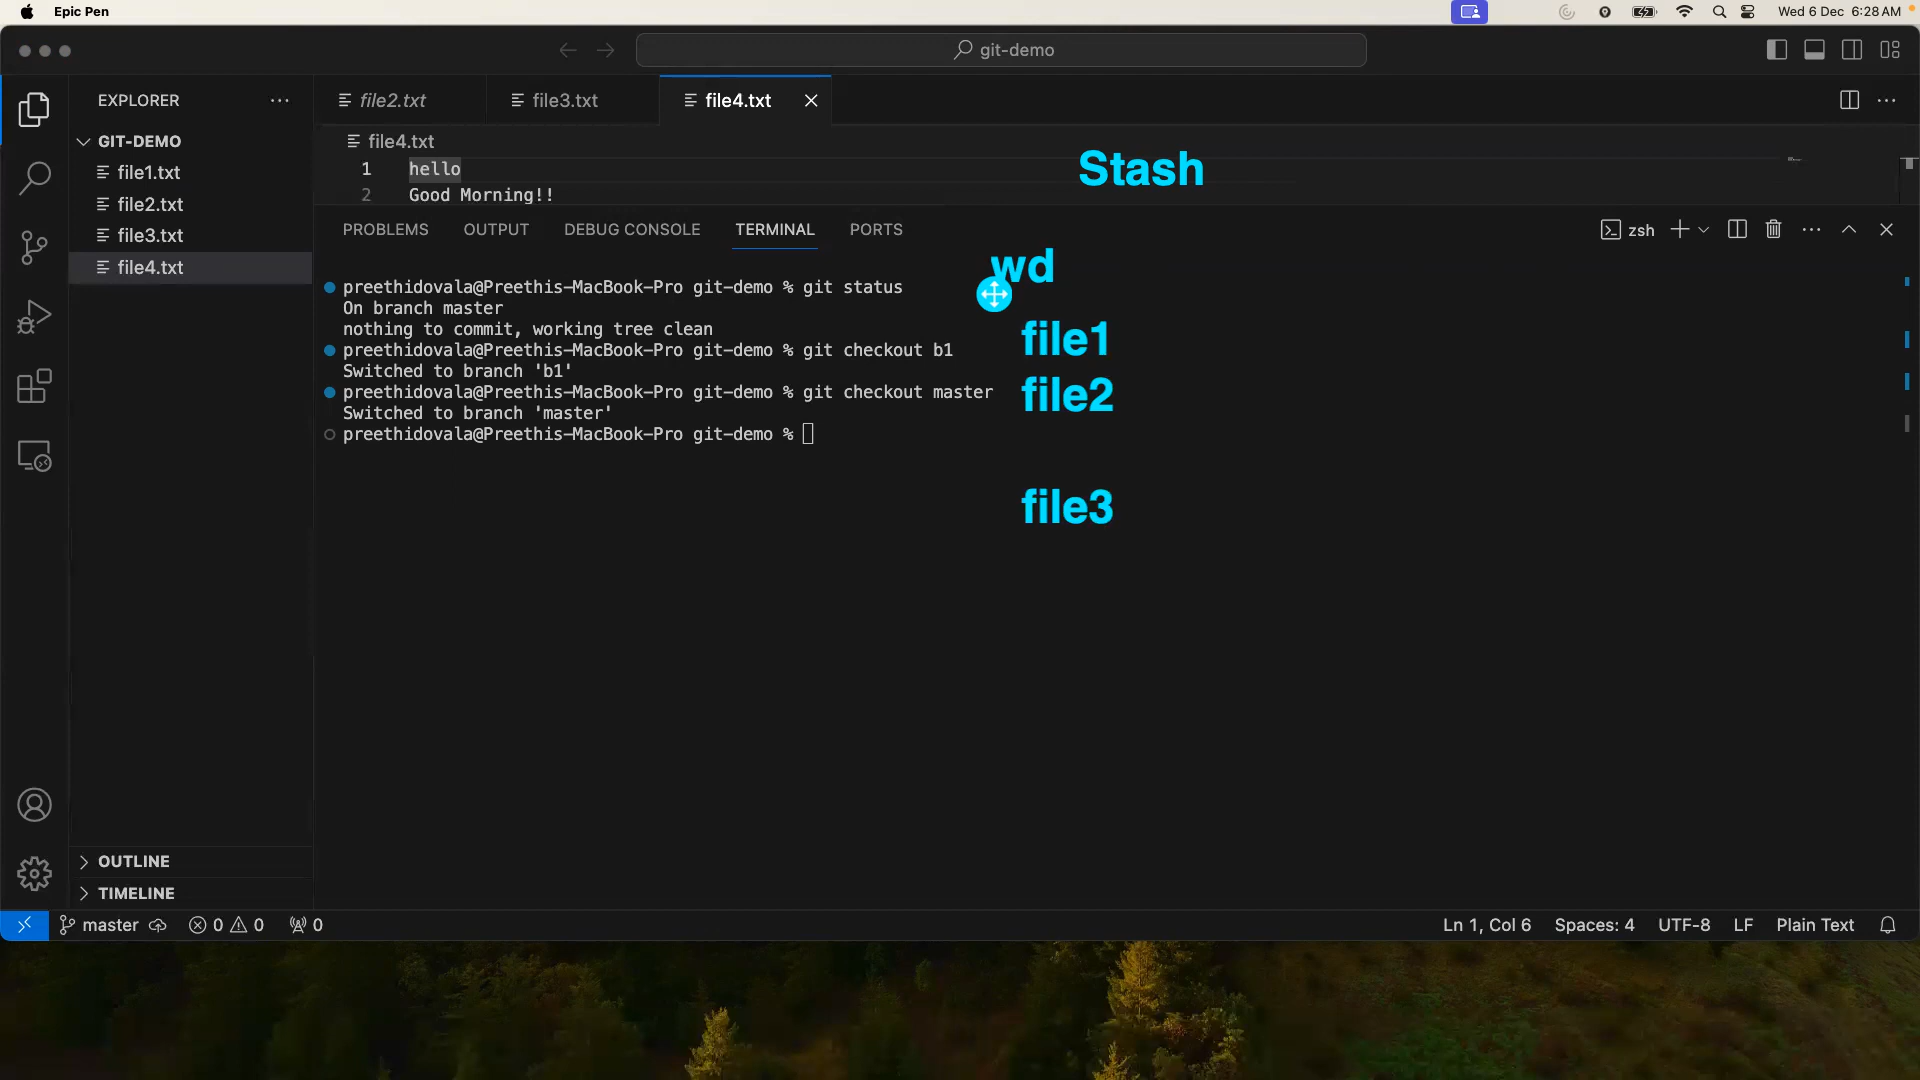 Epic Pen
Wed 6 Dec 6:28 AM
git-demo
EXPLORER
GIT-DEMO
file1.txt
file2.txt
file3.txt
file4.txt
OUTLINE
TIMELINE
file2.txt
file3.txt
file4.txt
file4.txt
1 hello
2 Good Morning!!
Stash
PROBLEMS OUTPUT DEBUG CONSOLE TERMINAL PORTS
zsh
wd
preethidovala@Preethis-MacBook-Pro git-demo % git status
On branch master
nothing to commit, working tree clean
preethidovala@Preethis-MacBook-Pro git-demo % git checkout b1
Switched to branch 'b1'
preethidovala@Preethis-MacBook-Pro git-demo % git checkout master
Switched to branch 'master'
preethidovala@Preethis-MacBook-Pro git-demo %
file1
file2
file3
master 0 0 0
Ln 1, Col 6 Spaces: 4 UTF-8 LF Plain Text